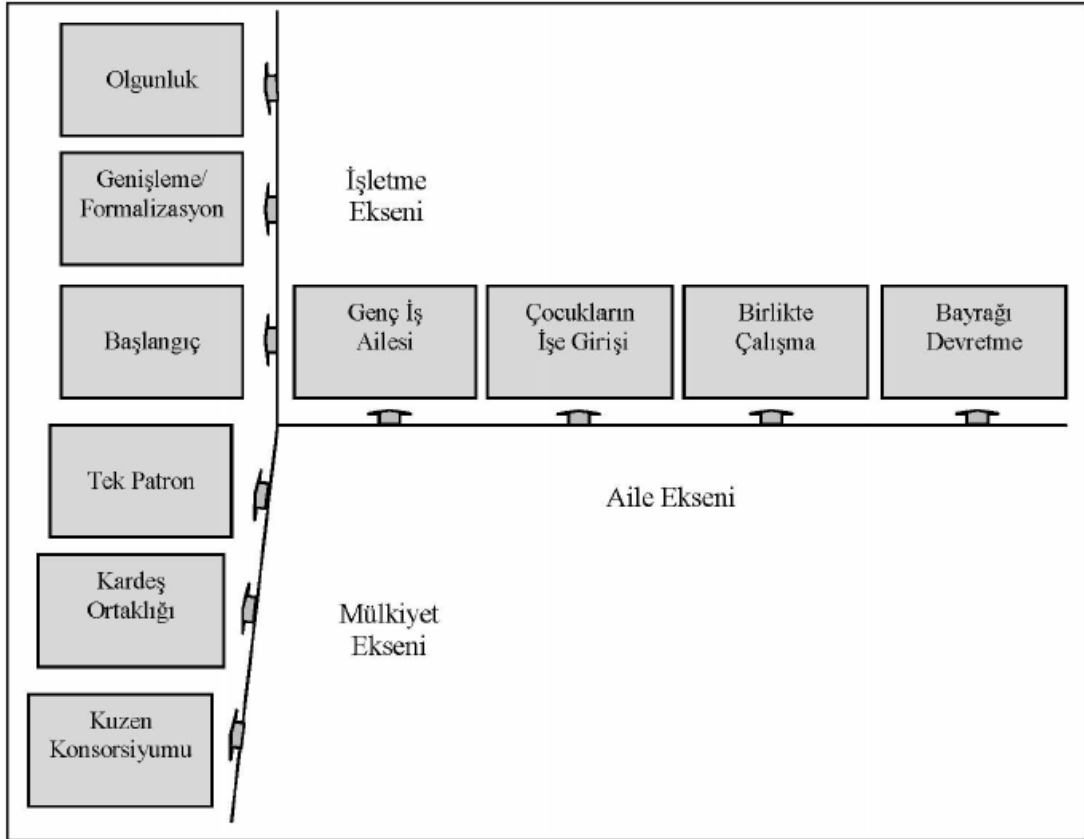 Olgunluk
Genişleme/
Formalizasyon
İşletme
Ekseni
Başlangıç
Genç İş
Ailesi
Çocukların
İşe Girişi
Birlikte
Çalışma
Bayrağı
Devretme
Tek Patron
Aile Ekseni
Kardeş
Ortaklığı
Mülkiyet
Ekseni
Kuzen
Konsorsiyumu